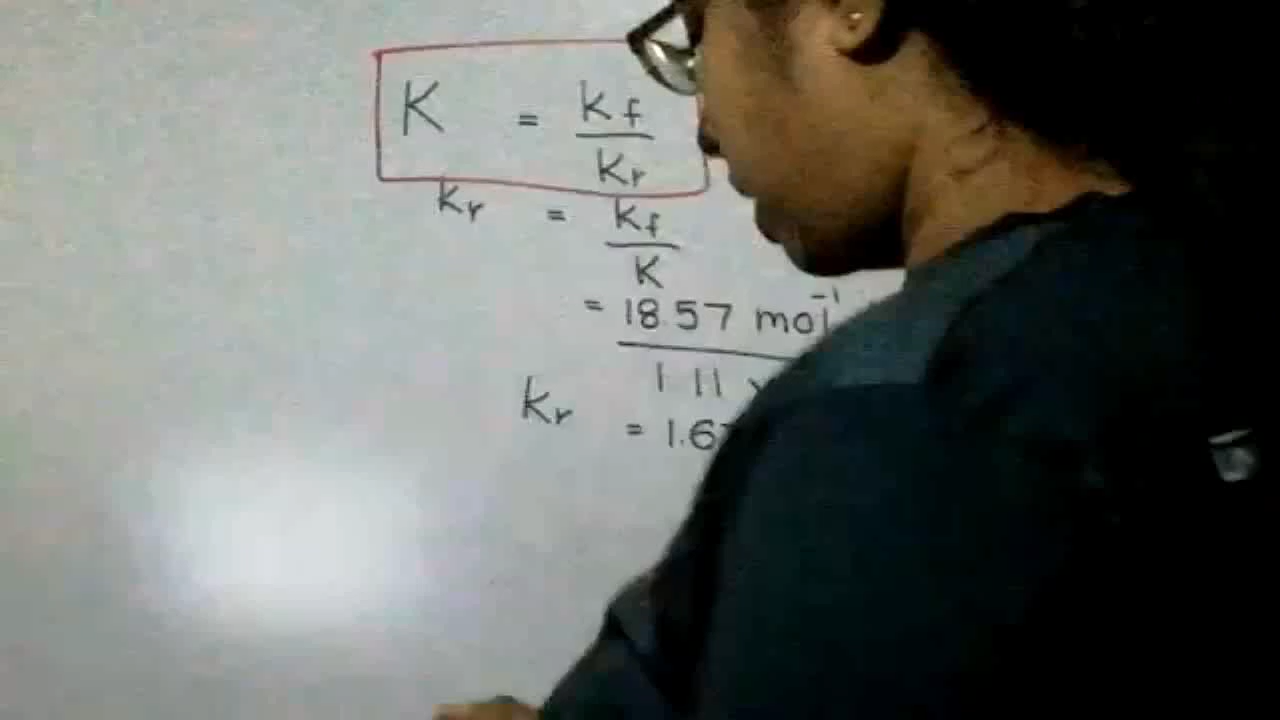 K = kf/kr
kr = kf/K
= 18.57 mol⁻¹
1.11
kr = 1.6